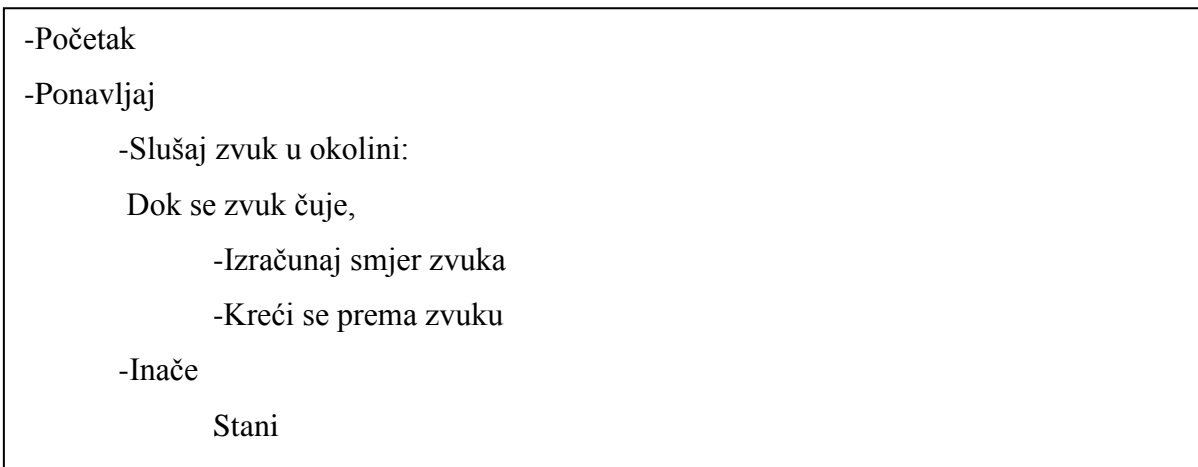 -Početak
-Ponavljaj
-Slušaj zvuk u okolini:
Dok se zvuk čuje,
-Izračunaj smjer zvuka
-Kreći se prema zvuku
-Inače
Stani